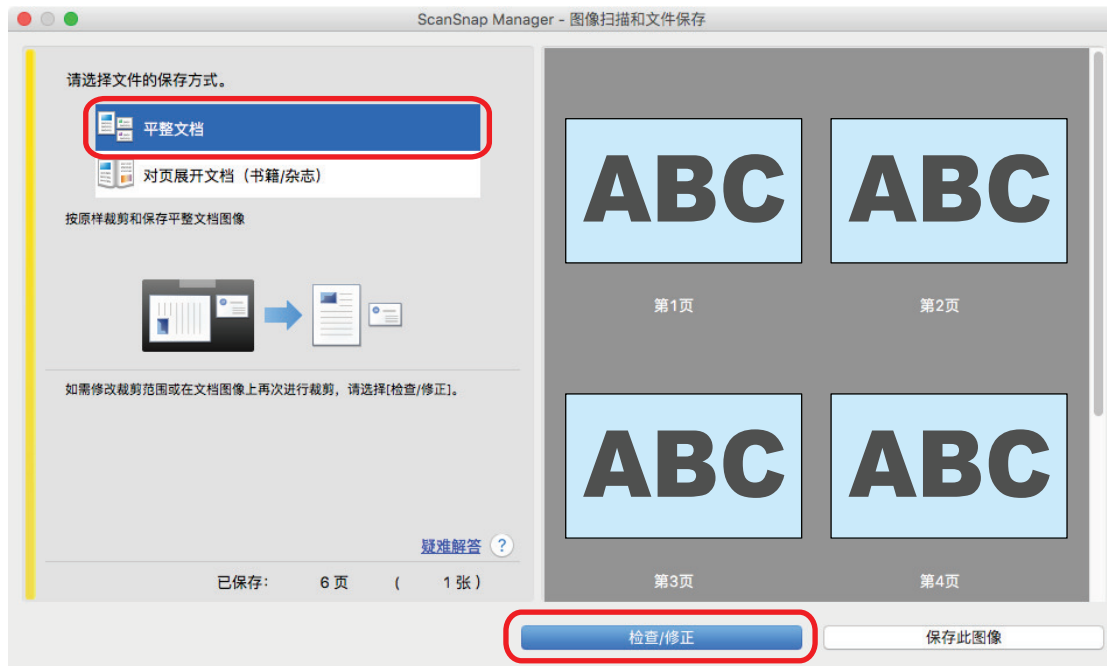 ScanSnap Manager - 图像扫描和文件保存
请选择文件的保存方式。
平整文档
对页展开文档（书籍/杂志）
按原样裁剪和保存平整文档图像
如需修改裁剪范围或在文档图像上再次进行裁剪，请选择[检查/修正]。
疑难解答 ?
已保存: 6 页 ( 1 张 )
ABC ABC
第1页 第2页
ABC ABC
第3页 第4页
检查/修正 保存此图像